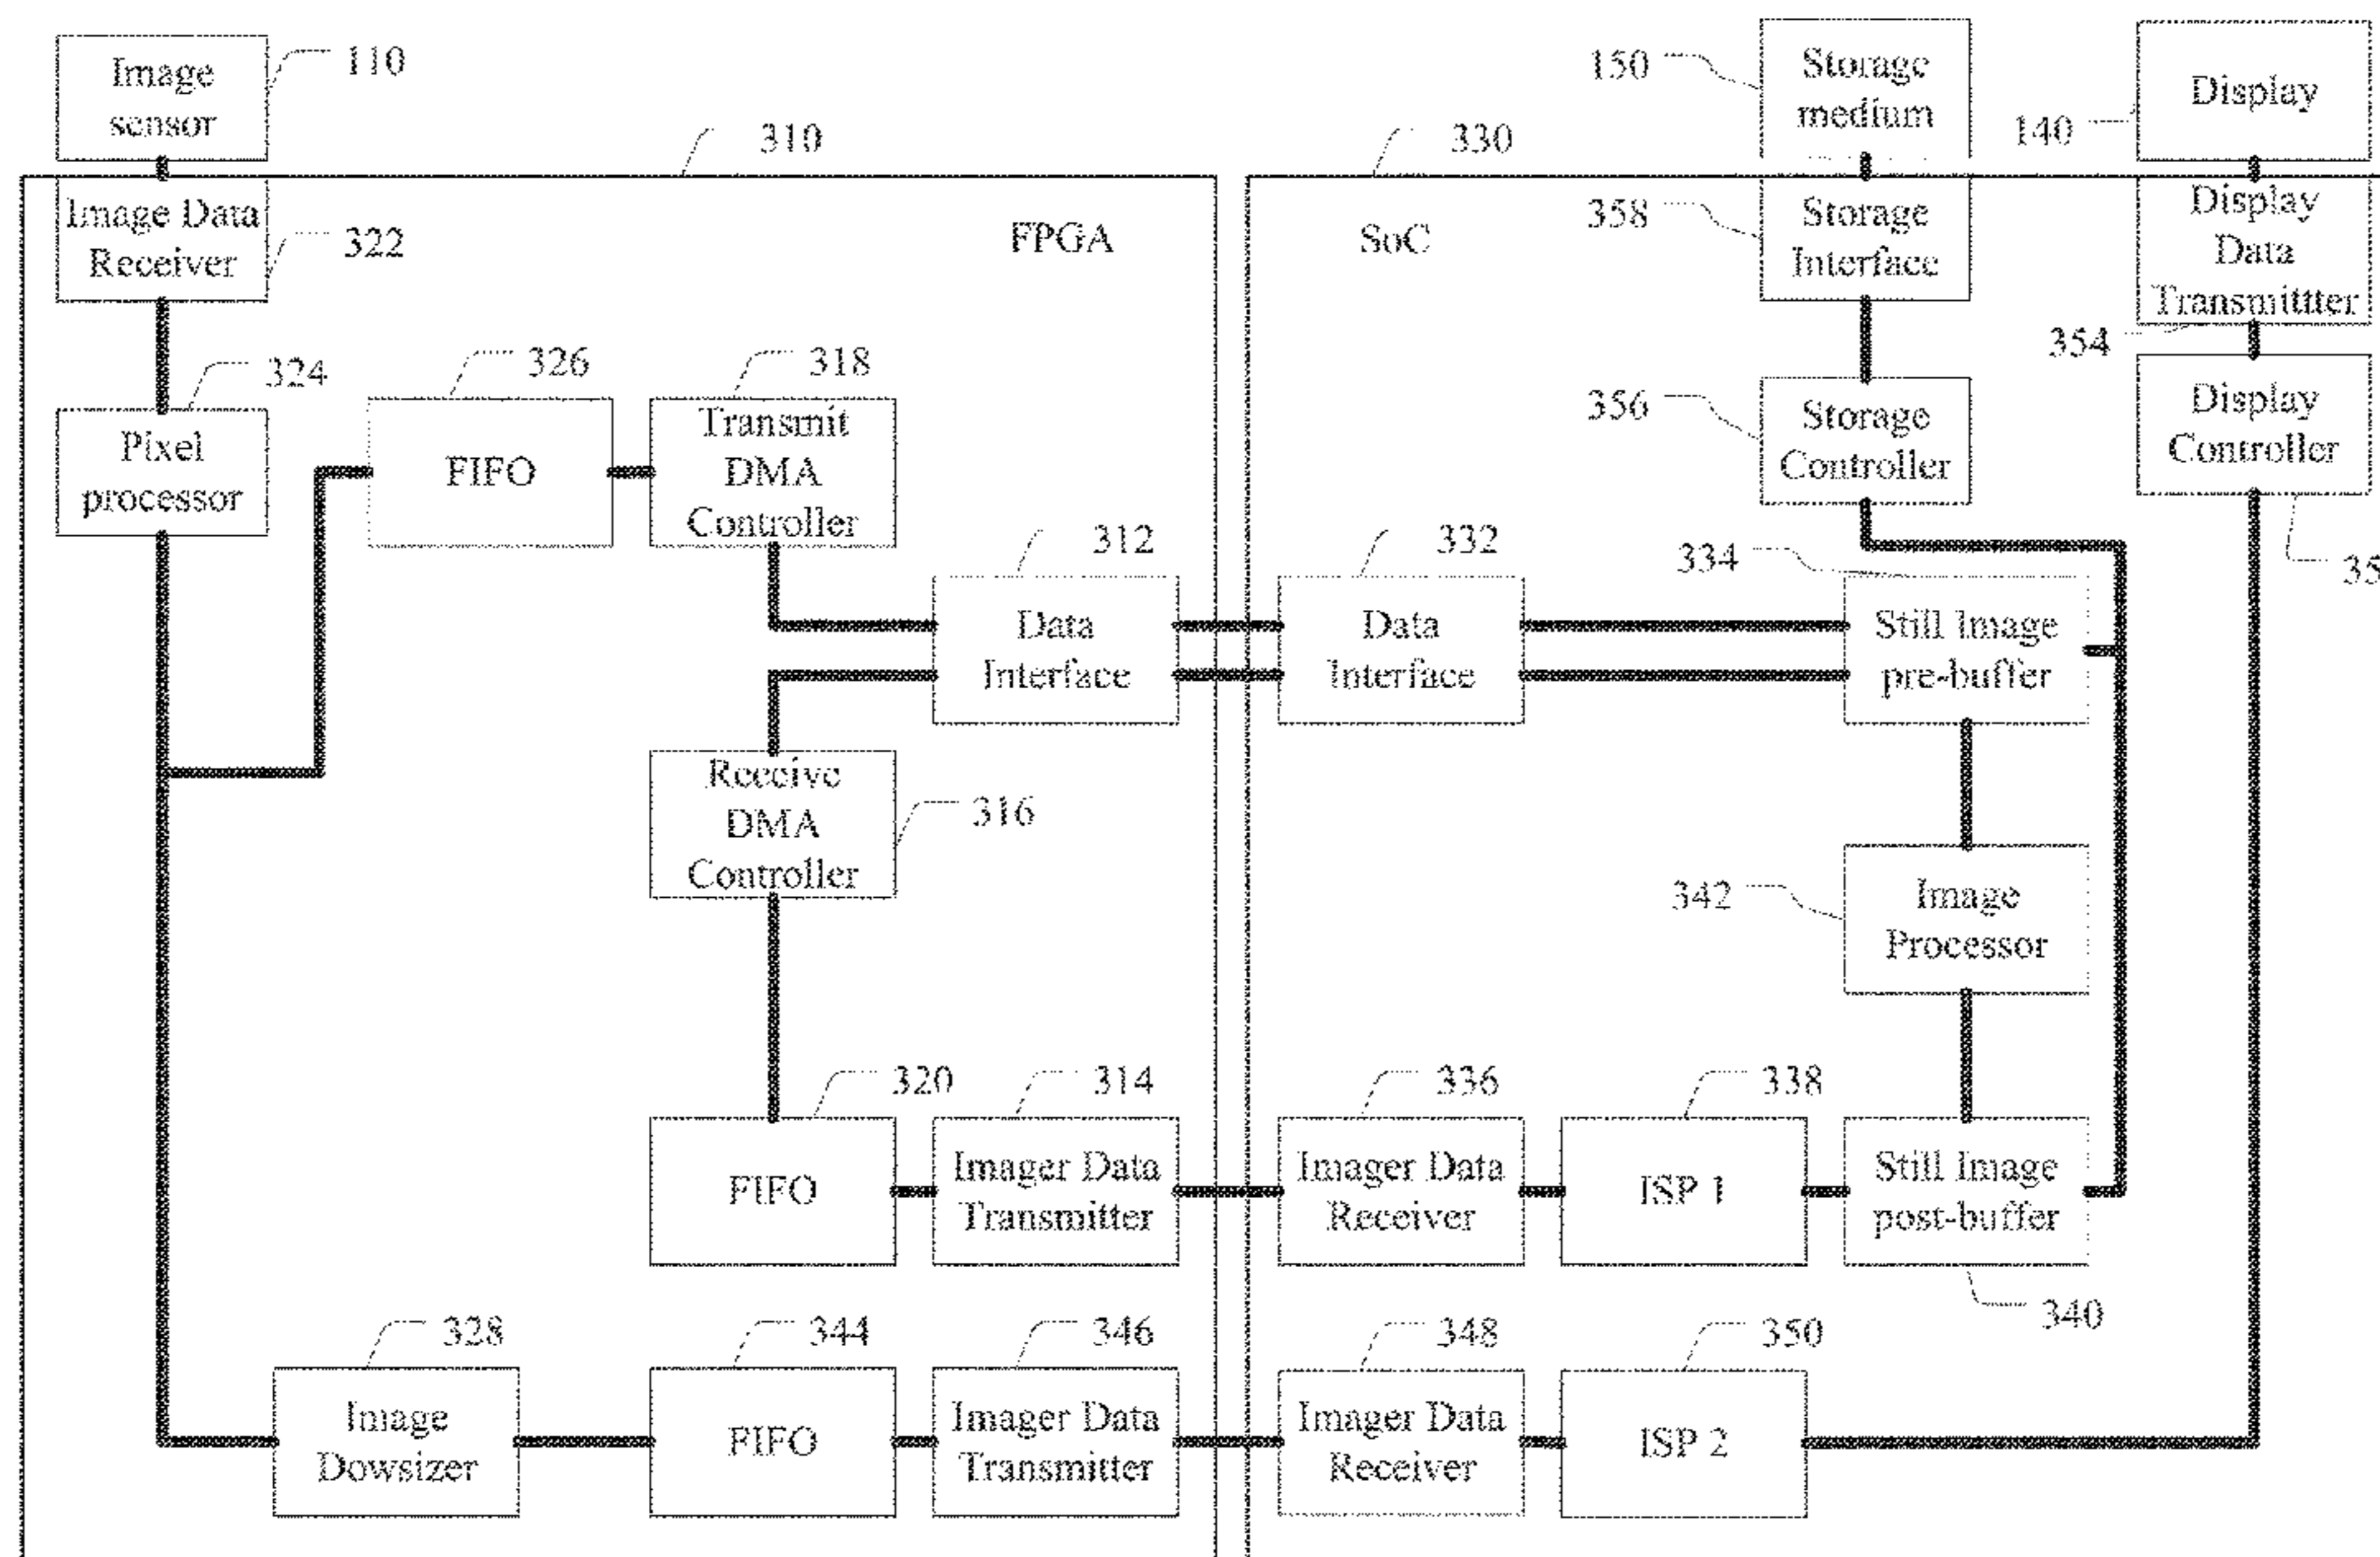 Image
sensor
110
150
Storage
medium
140
Display
310
330
Image Data
Receiver
322
FPGA
SoC
358
Storage
Interface
Display
Data
Transmittter
354
324
Pixel
processor
326
FIFO
318
Transmit
DMA
Controller
356
Storage
Controller
Display
Controller
35
312
Data
Interface
332
Data
Interface
334
Still Image
pre-buffer
Receive
DMA
Controller
316
342
Image
Processor
320
FIFO
314
Imager Data
Transmitter
336
Imager Data
Receiver
338
ISP 1
Still Image
post-buffer
340
328
Image
Dowsizer
344
FIFO
346
Imager Data
Transmitter
348
Imager Data
Receiver
350
ISP 2